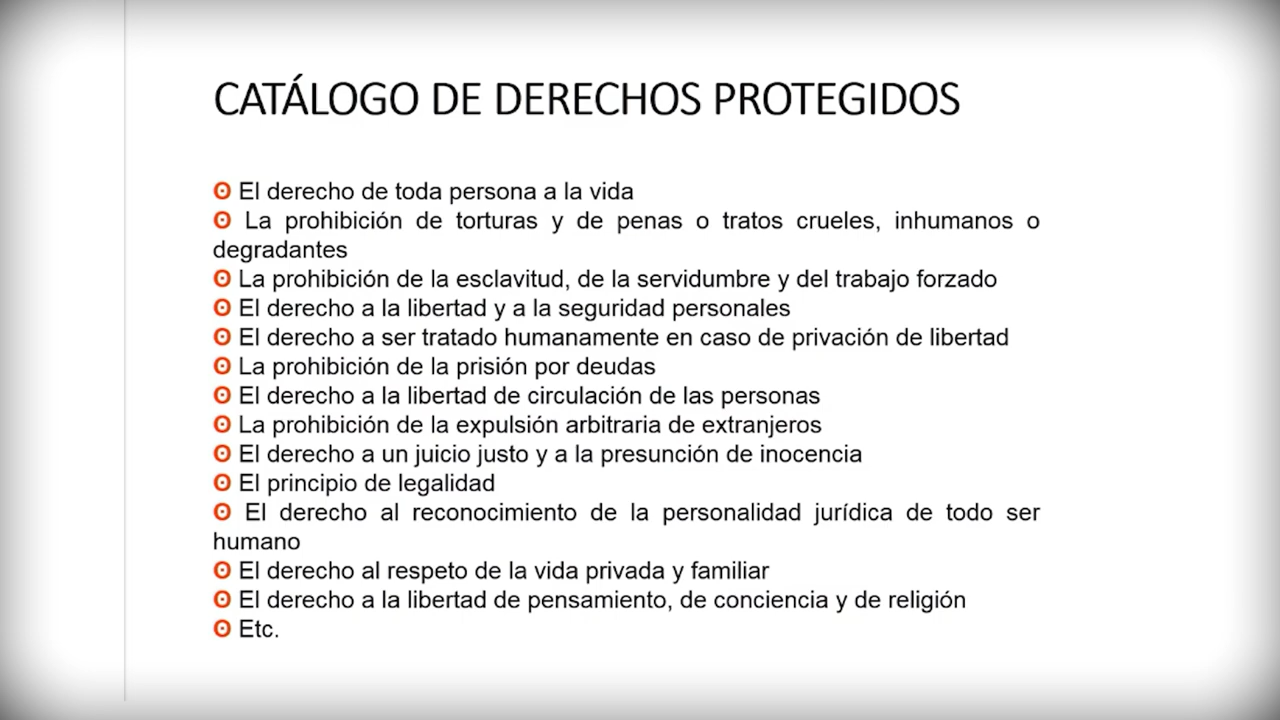 CATÁLOGO DE DERECHOS PROTEGIDOS
ʘ El derecho de toda persona a la vida
ʘ La prohibición de torturas y de penas o tratos crueles, inhumanos o
degradantes
ʘ La prohibición de la esclavitud, de la servidumbre y del trabajo forzado
ʘ El derecho a la libertad y a la seguridad personales
ʘ El derecho a ser tratado humanamente en caso de privación de libertad
ʘ La prohibición de la prisión por deudas
ʘ El derecho a la libertad de circulación de las personas
ʘ La prohibición de la expulsión arbitraria de extranjeros
ʘ El derecho a un juicio justo y a la presunción de inocencia
ʘ El principio de legalidad
ʘ El derecho al reconocimiento de la personalidad jurídica de todo ser
humano
ʘ El derecho al respeto de la vida privada y familiar
ʘ El derecho a la libertad de pensamiento, de conciencia y de religión
ʘ Etc.